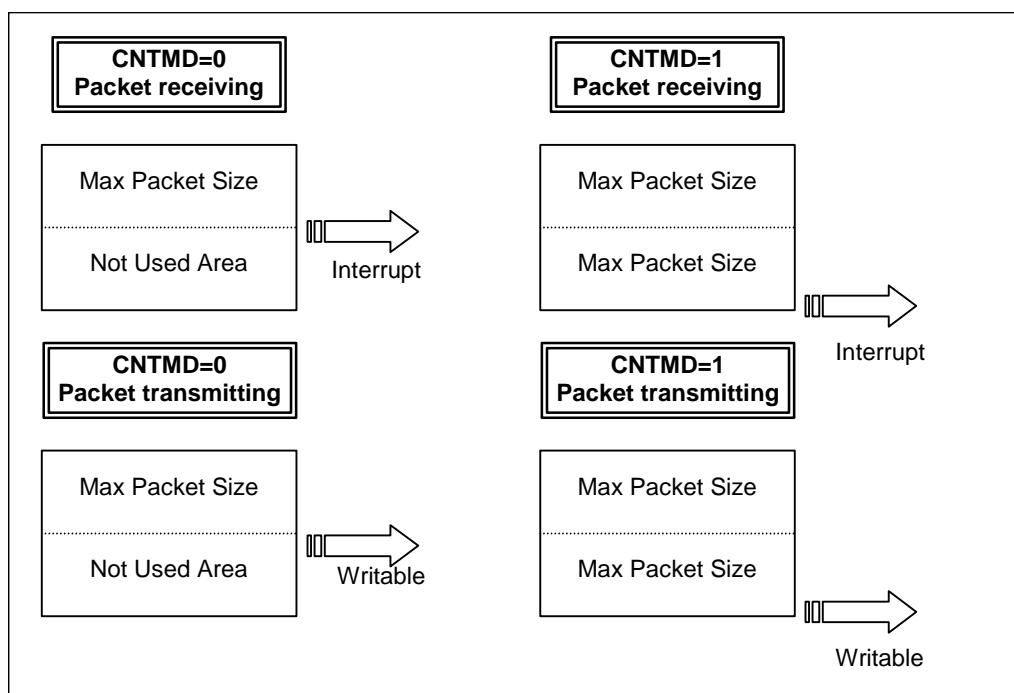 CNTMD=0
Packet receiving
Max Packet Size
Not Used Area
Interrupt
CNTMD=1
Packet receiving
Max Packet Size
Max Packet Size
Interrupt
CNTMD=0
Packet transmitting
Max Packet Size
Not Used Area
Writable
CNTMD=1
Packet transmitting
Max Packet Size
Max Packet Size
Writable